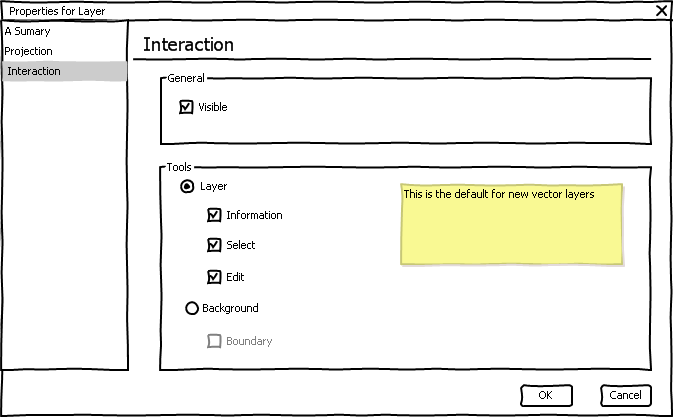 Properties for Layer
A Sumary
Projection
Interaction
Interaction
General
Visible
Tools
Layer
This is the default for new vector layers
Information
Select
Edit
Background
Boundary
OK
Cancel